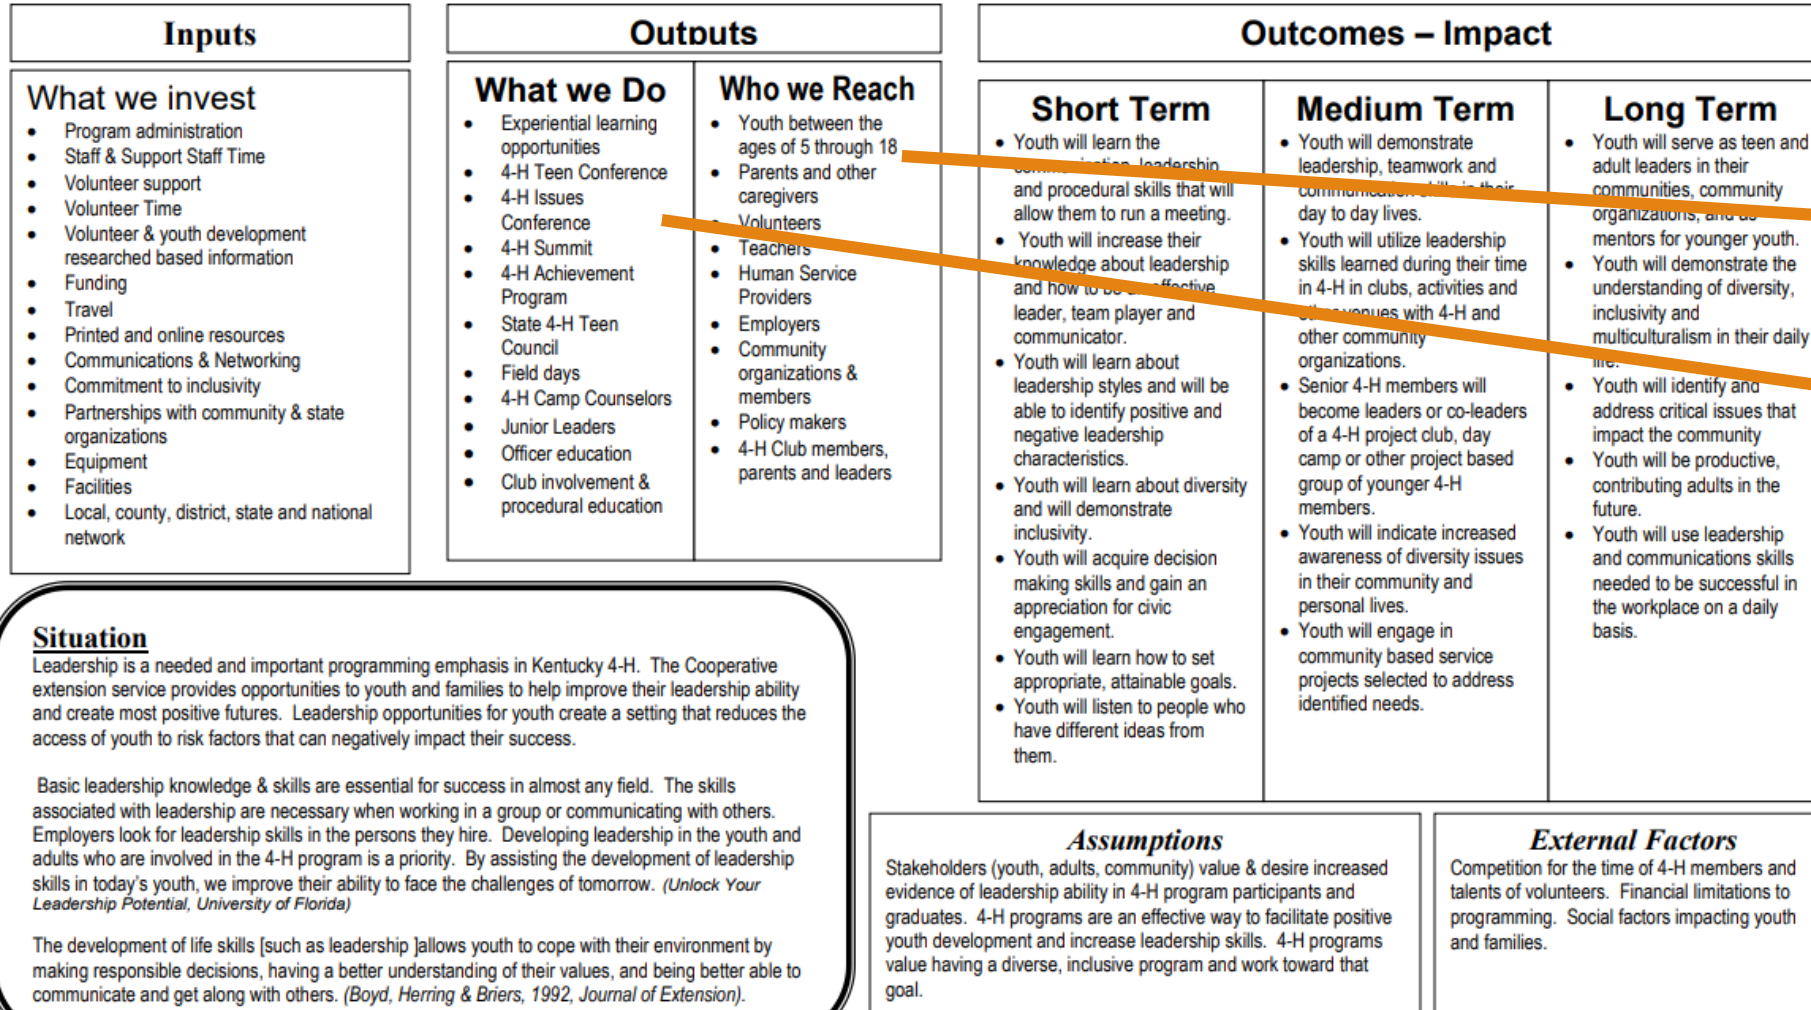 Inputs
What we invest
• Program administration
• Staff & Support Staff Time
• Volunteer support
• Volunteer Time
• Volunteer & youth development
researched based information
• Funding
• Travel
• Printed and online resources
• Communications & Networking
• Commitment to inclusivity
• Partnerships with community & state
organizations
• Equipment
• Facilities
• Local, county, district, state and national
network
Outputs
What we Do
• Experiential learning
opportunities
• 4-H Teen Conference
• 4-H Issues
Conference
• 4-H Summit
• 4-H Achievement
Program
• State 4-H Teen
Council
• Field days
• 4-H Camp Counselors
• Junior Leaders
• Officer education
• Club involvement &
procedural education
Who we Reach
• Youth between the
ages of 5 through 18
• Parents and other
caregivers
• Volunteers
• Teachers
• Human Service
Providers
• Employers
• Community
organizations &
members
• Policy makers
• 4-H Club members,
parents and leaders
Outcomes – Impact
Short Term
• Youth will learn the
leadership
and procedural skills that will
allow them to run a meeting.
• Youth will increase their
knowledge about leadership
and how to be an effective
leader, team player and
communicator.
• Youth will learn about
leadership styles and will be
able to identify positive and
negative leadership
characteristics.
• Youth will learn about diversity
and will demonstrate
inclusivity.
• Youth will acquire decision
making skills and gain an
appreciation for civic
engagement.
• Youth will learn how to set
appropriate, attainable goals.
• Youth will listen to people who
have different ideas from
them.
Medium Term
• Youth will demonstrate
leadership, teamwork and
communication skills in their
day to day lives.
• Youth will utilize leadership
skills learned during their time
in 4-H in clubs, activities and
other venues with 4-H and
other community
organizations.
• Senior 4-H members will
become leaders or co-leaders
of a 4-H project club, day
camp or other project based
group of younger 4-H
members.
• Youth will indicate increased
awareness of diversity issues
in their community and
personal lives.
• Youth will engage in
community based service
projects selected to address
identified needs.
Long Term
• Youth will serve as teen and
adult leaders in their
communities, community
organizations, and as
mentors for younger youth.
• Youth will demonstrate the
understanding of diversity,
inclusivity and
multiculturalism in their daily
life.
• Youth will identify and
address critical issues that
impact the community
• Youth will be productive,
contributing adults in the
future.
• Youth will use leadership
and communications skills
needed to be successful in
the workplace on a daily
basis.
Situation
Leadership is a needed and important programming emphasis in Kentucky 4-H. The Cooperative
extension service provides opportunities to youth and families to help improve their leadership ability
and create most positive futures. Leadership opportunities for youth create a setting that reduces the
access of youth to risk factors that can negatively impact their success.
Basic leadership knowledge & skills are essential for success in almost any field. The skills
associated with leadership are necessary when working in a group or communicating with others.
Employers look for leadership skills in the persons they hire. Developing leadership in the youth and
adults who are involved in the 4-H program is a priority. By assisting the development of leadership
skills in today's youth, we improve their ability to face the challenges of tomorrow. (Unlock Your
Leadership Potential, University of Florida)
The development of life skills [such as leadership ]allows youth to cope with their environment by
making responsible decisions, having a better understanding of their values, and being better able to
communicate and get along with others. (Boyd, Herring & Briers, 1992, Journal of Extension).
Assumptions
Stakeholders (youth, adults, community) value & desire increased
evidence of leadership ability in 4-H program participants and
graduates. 4-H programs are an effective way to facilitate positive
youth development and increase leadership skills. 4-H programs
value having a diverse, inclusive program and work toward that
goal.
External Factors
Competition for the time of 4-H members and
talents of volunteers. Financial limitations to
programming. Social factors impacting youth
and families.